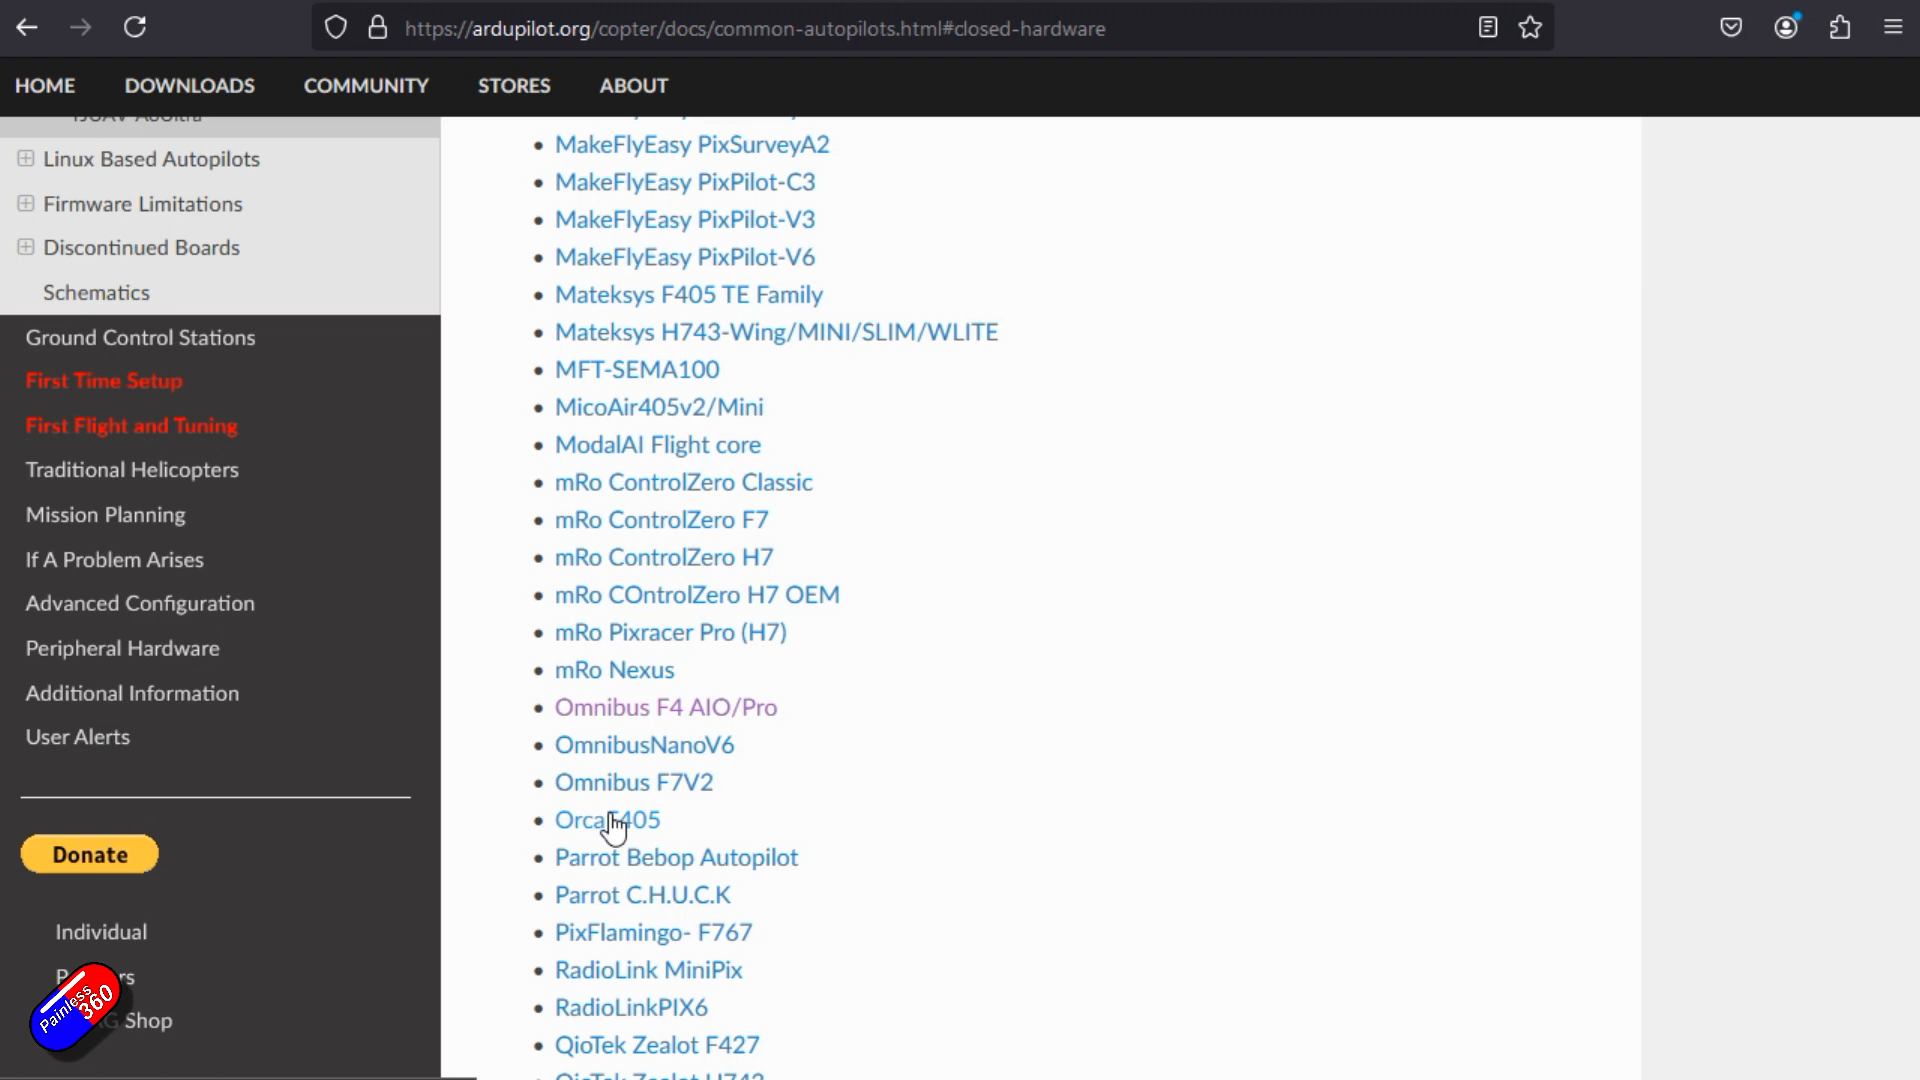 https://ardupilot.org/copter/docs/common-autopilots.html#closed-hardware
HOME
DOWNLOADS
COMMUNITY
STORES
ABOUT
Linux Based Autopilots
Firmware Limitations
Discontinued Boards
Schematics
Ground Control Stations
First Time Setup
First Flight and Tuning
Traditional Helicopters
Mission Planning
If A Problem Arises
Advanced Configuration
Peripheral Hardware
Additional Information
User Alerts
Donate
Individual
Shop
Painless
360
MakeFlyEasy PixSurveyA2
MakeFlyEasy PixPilot-C3
MakeFlyEasy PixPilot-V3
MakeFlyEasy PixPilot-V6
Mateksys F405 TE Family
Mateksys H743-Wing/MINI/SLIM/WLITE
MFT-SEMA100
MicoAir405v2/Mini
ModalAI Flight core
mRo ControlZero Classic
mRo ControlZero F7
mRo ControlZero H7
mRo COntrolZero H7 OEM
mRo Pixracer Pro (H7)
mRo Nexus
Omnibus F4 AIO/Pro
OmnibusNanoV6
Omnibus F7V2
OrcaF405
Parrot Bebop Autopilot
Parrot C.H.U.C.K
PixFlamingo- F767
RadioLink MiniPix
RadioLinkPIX6
QioTek Zealot F427